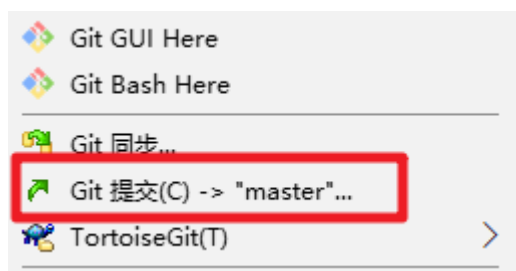 Git GUI Here
Git Bash Here
Git 同步...
Git 提交(C) -> "master"...
TortoiseGit(T)